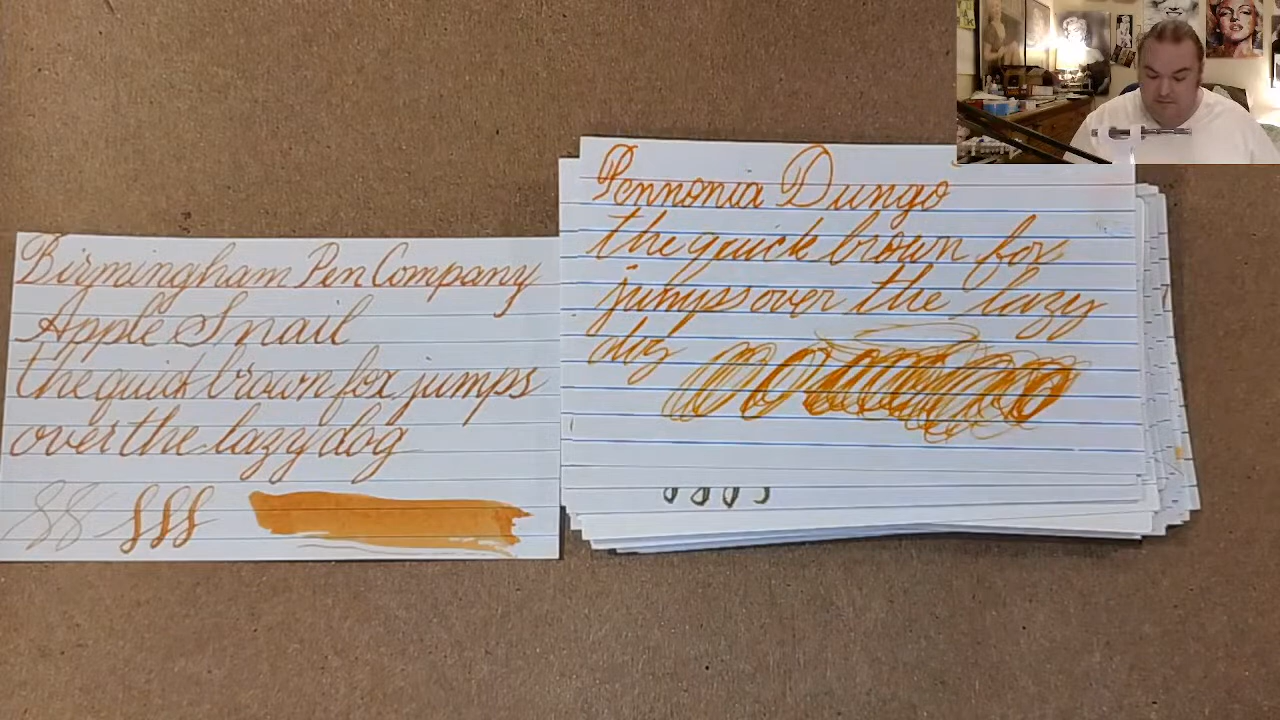 Birmingham Pen Company
Apple Snail
the quick brown fox jumps
over the lazy dog
Pennonia Dungo
the quick brown fox
jumps over the lazy
dog